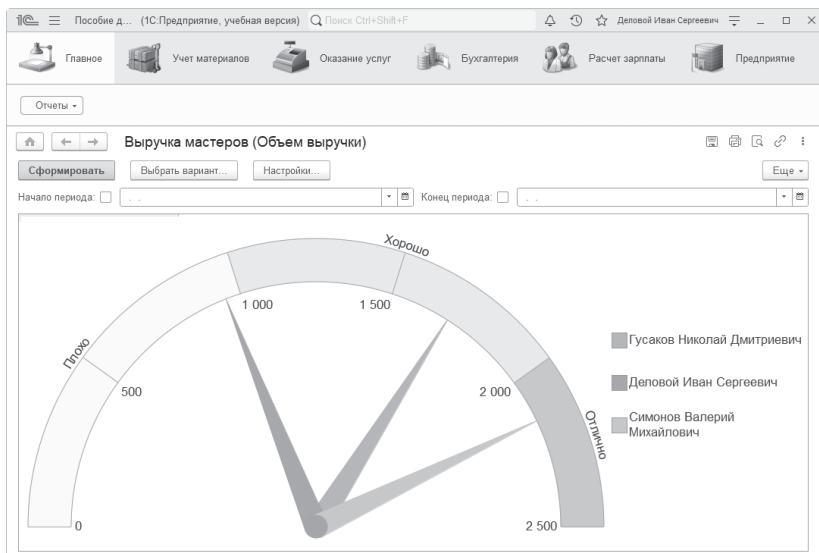 Пособие д... (1С:Предприятие, учебная версия) Поиск Ctrl+Shift+F Деловой Иван Сергеевич
Главное Учет материалов Оказание услуг Бухгалтерия Расчет зарплаты Предприятие
Отчеты
Выручка мастеров (Объем выручки)
Сформировать Выбрать вариант... Настройки... Еще
Начало периода: . . Конец периода: . .
Хорошо
1 000 1 500
Плохо
500 2 000
Отлично
0 2 500
Гусаков Николай Дмитриевич
Деловой Иван Сергеевич
Симонов Валерий
Михайлович